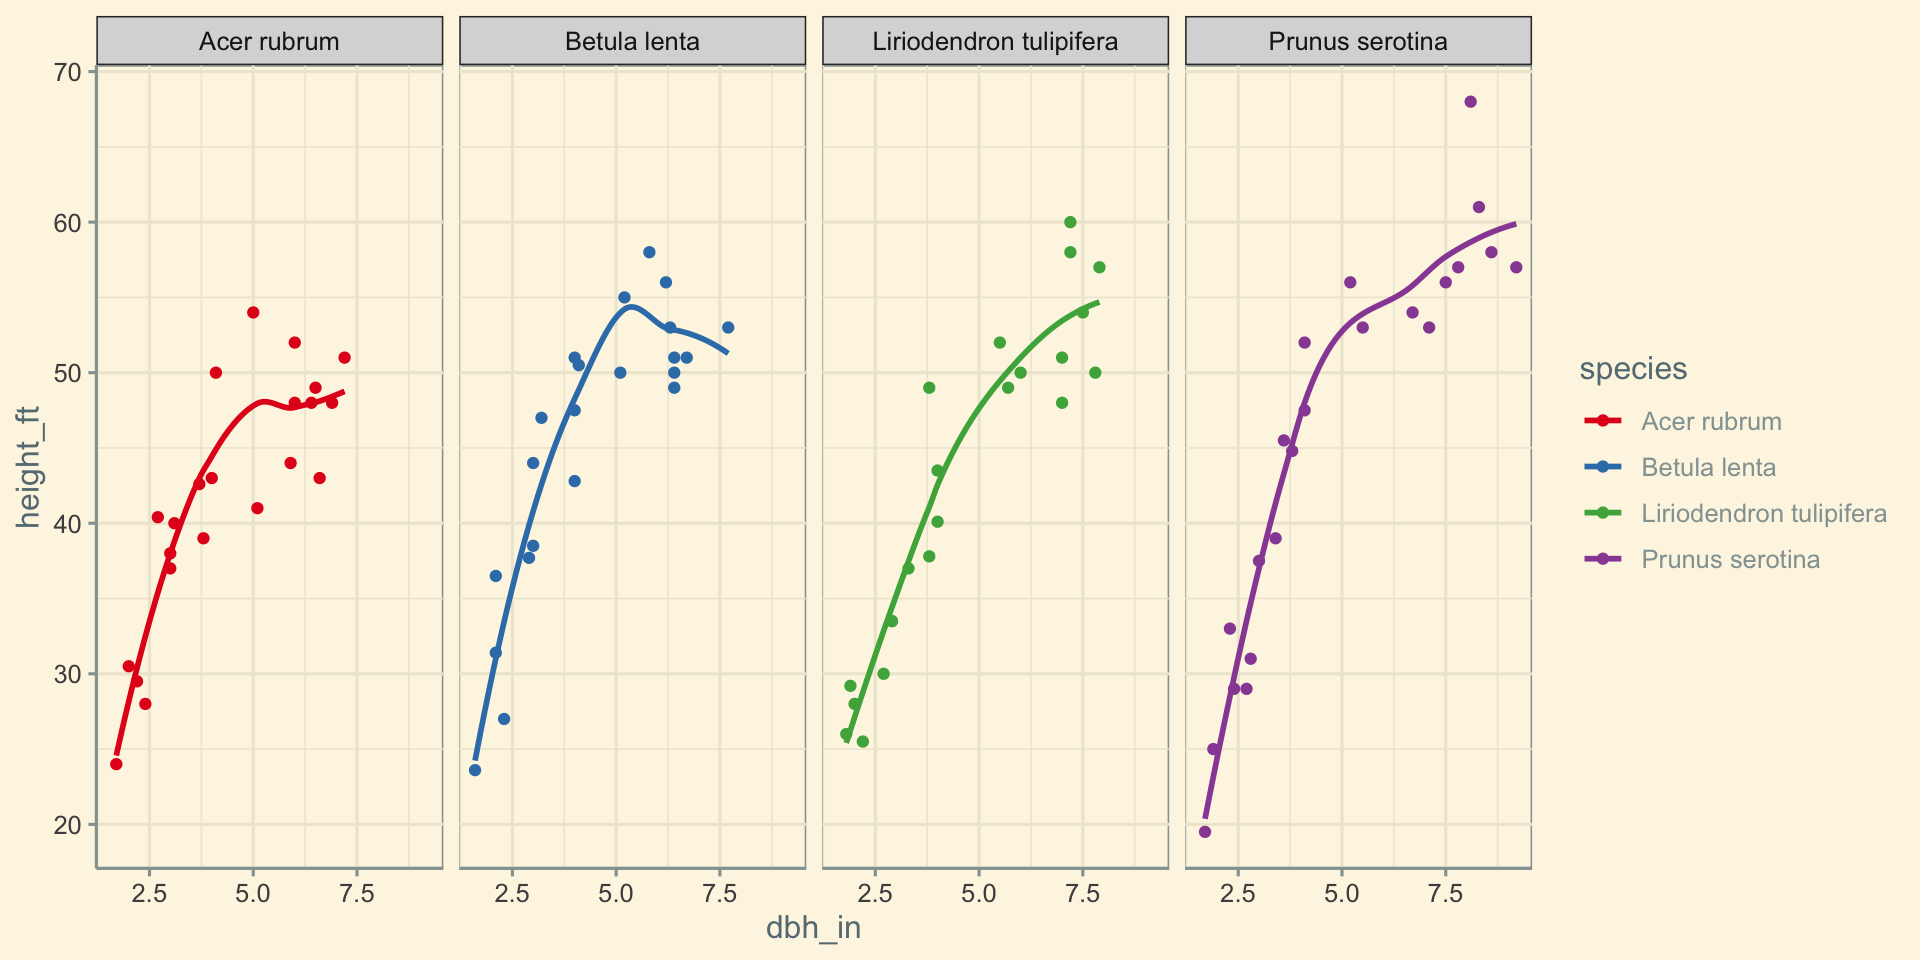 Acer rubrum
Betula lenta
Liriodendron tulipifera
Prunus serotina
70
60
50
40
30
20
height_ft
2.5 5.0 7.5
2.5 5.0 7.5
2.5 5.0 7.5
2.5 5.0 7.5
dbh_in
species
Acer rubrum
Betula lenta
Liriodendron tulipifera
Prunus serotina